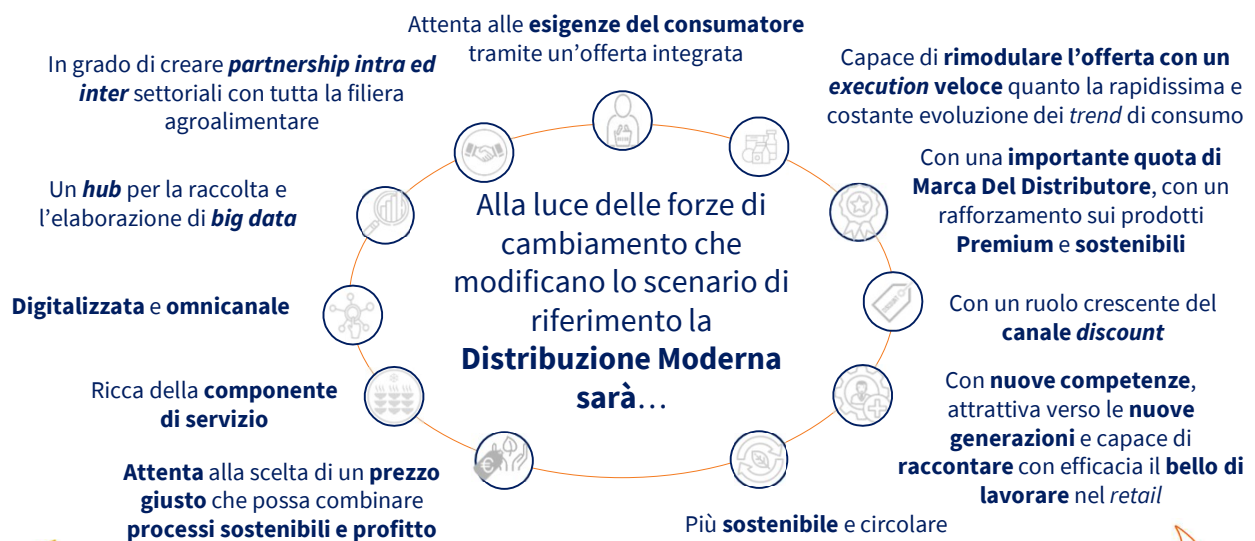 Attenta alle esigenze del consumatore
tramite un'offerta integrata
Capace di rimodulare l'offerta con un
execution veloce quanto la rapidissima e
costante evoluzione dei trend di consumo
Con una importante quota di
Marca Del Distributore, con un
rafforzamento sui prodotti
Premium e sostenibili
Con un ruolo crescente del
canale discount
Con nuove competenze,
attrattiva verso le nuove
generazioni e capace di
raccontare con efficacia il bello di
lavorare nel retail
Più sostenibile e circolare
Attenta alla scelta di un prezzo
giusto che possa combinare
processi sostenibili e profitto
Ricca della componente
di servizio
Digitalizzata e omnicanale
Un hub per la raccolta e
l'elaborazione di big data
In grado di creare partnership intra ed
inter settoriali con tutta la filiera
agroalimentare
Alla luce delle forze di
cambiamento che
modificano lo scenario di
riferimento la
Distribuzione Moderna
sarà…